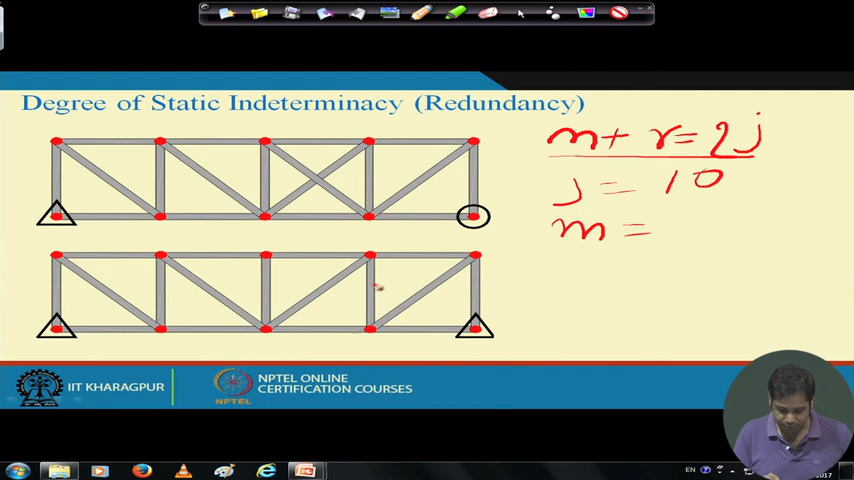 Degree of Static Indeterminacy (Redundancy)
m + r = 2j
j = 10
m =
IIT KHARAGPUR
NPTEL
NPTEL ONLINE
CERTIFICATION COURSES
EN
2017